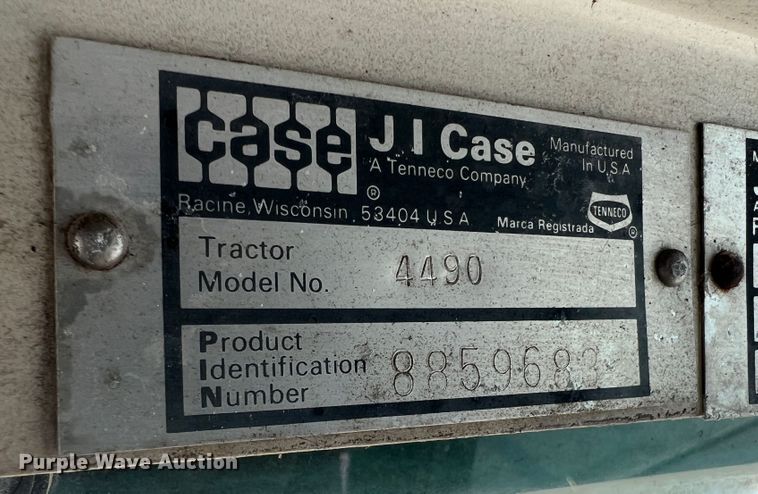 case ®
J I Case
A Tenneco Company
Manufactured
In U.S.A
Racine, Wisconsin 53404 U S A
Marca Registrada
TENNECO ®
Tractor
Model No. 4490
Product
Identification
Number 8859683
Purple Wave Auction